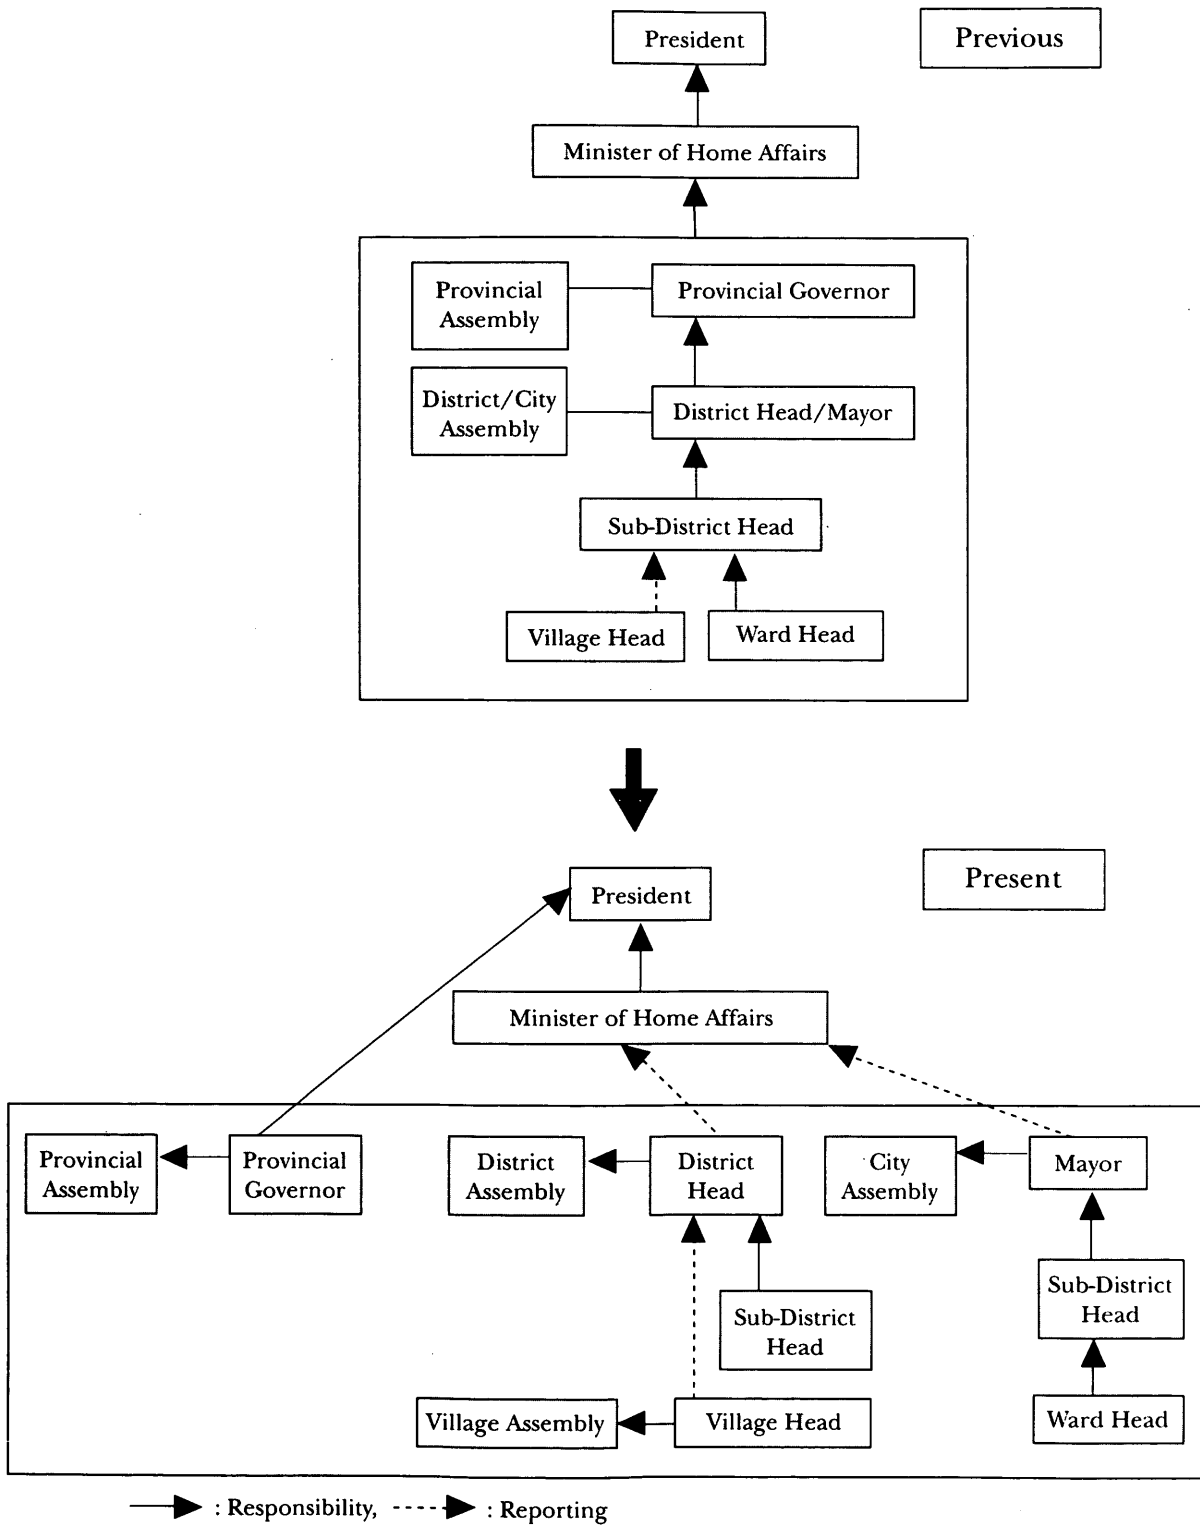 President
Previous
Minister of Home Affairs
Provincial
Assembly
Provincial Governor
District/City
Assembly
District Head/Mayor
Sub-District Head
Village Head
Ward Head
President
Present
Minister of Home Affairs
Provincial
Assembly
Provincial
Governor
District
Assembly
District
Head
City
Assembly
Mayor
Sub-District
Head
Sub-District
Head
Village Assembly
Village Head
Ward Head
: Responsibility,
: Reporting